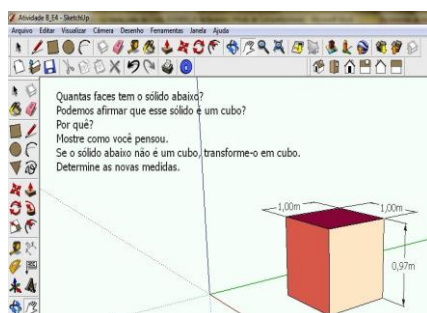 Atividade B_E4 - SketchUp
Arquivo Editar Visualizar Câmera Desenho Ferramentas Janela Ajuda
Quantas faces tem o sólido abaixo?
Podemos afirmar que esse sólido é um cubo?
Por quê?
Mostre como você pensou.
Se o sólido abaixo não é um cubo, transforme-o em cubo.
Determine as novas medidas.
1,00m
1,00m
0,97m